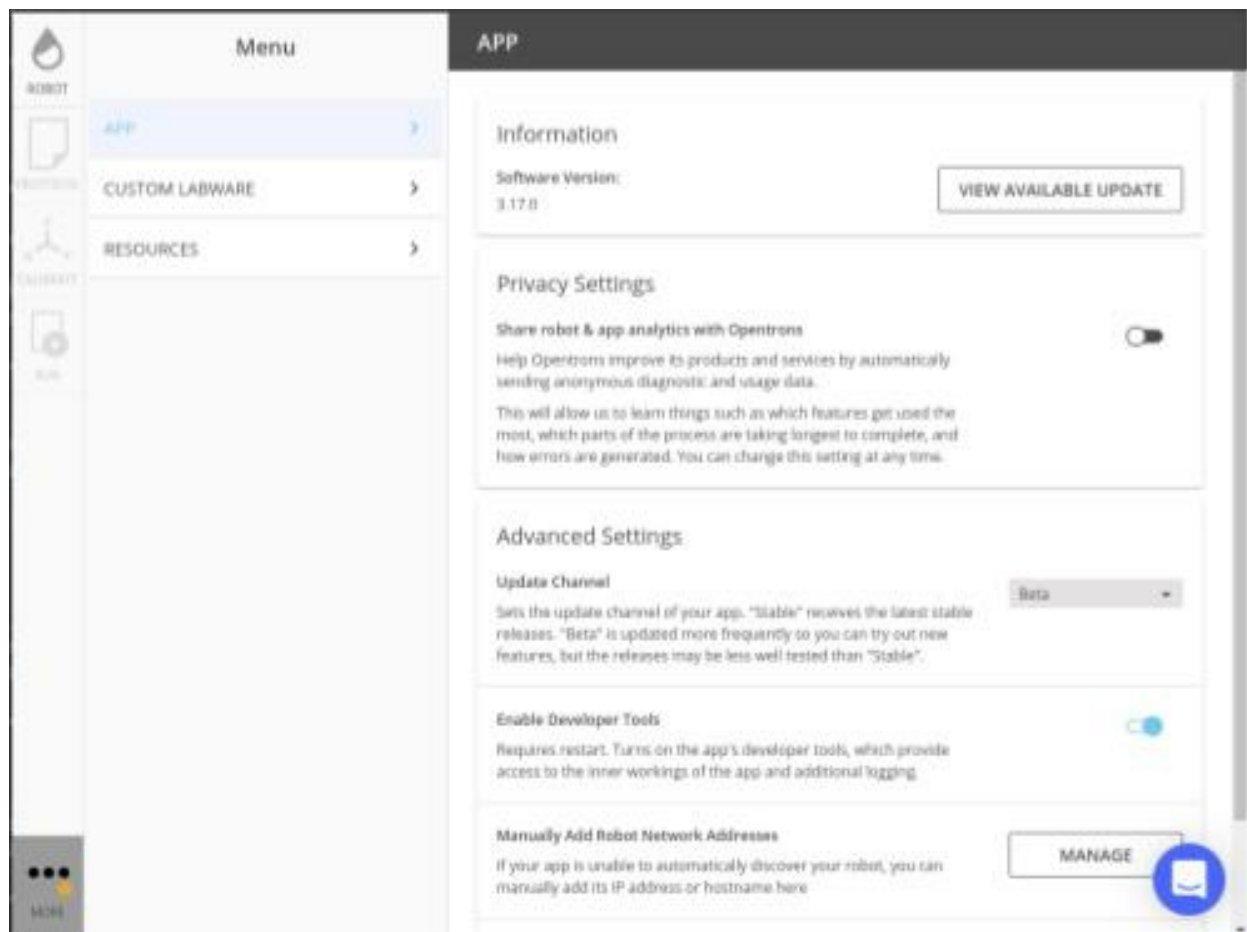 ROBOT
Menu
APP
APP
CUSTOM LABWARE
RESOURCES
CALIBRATE
RUN
MORE
Information
Software Version:
3.17.0
VIEW AVAILABLE UPDATE
Privacy Settings
Share robot & app analytics with Opentrons
Help Opentrons improve its products and services by automatically
sending anonymous diagnostic and usage data.
This will allow us to learn things such as which features get used the
most, which parts of the process are taking longest to complete, and
how errors are generated. You can change this setting at any time.
Advanced Settings
Update Channel
Beta
Sets the update channel of your app. "Stable" receives the latest stable
releases. "Beta" is updated more frequently so you can try out new
features, but the releases may be less well tested than "Stable".
Enable Developer Tools
Requires restart. Turns on the app's developer tools, which provide
access to the inner workings of the app and additional logging.
Manually Add Robot Network Addresses
If your app is unable to automatically discover your robot, you can
manually add its IP address or hostname here
MANAGE